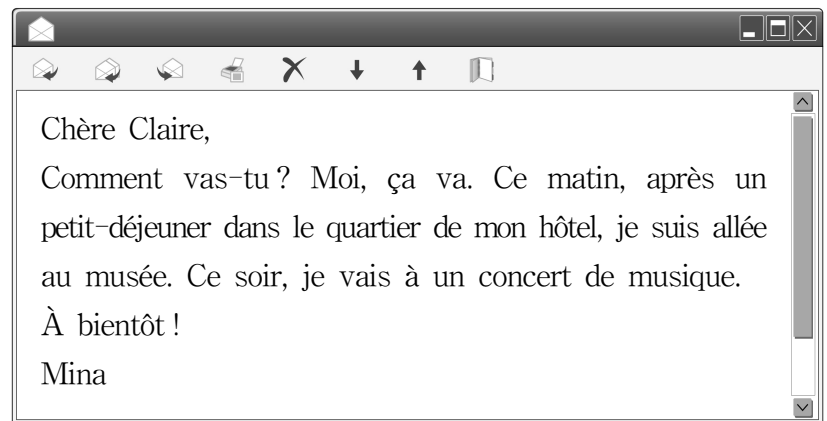 Chère Claire,
Comment vas-tu ? Moi, ça va. Ce matin, après un
petit-déjeuner dans le quartier de mon hôtel, je suis allée
au musée. Ce soir, je vais à un concert de musique.
À bientôt !
Mina